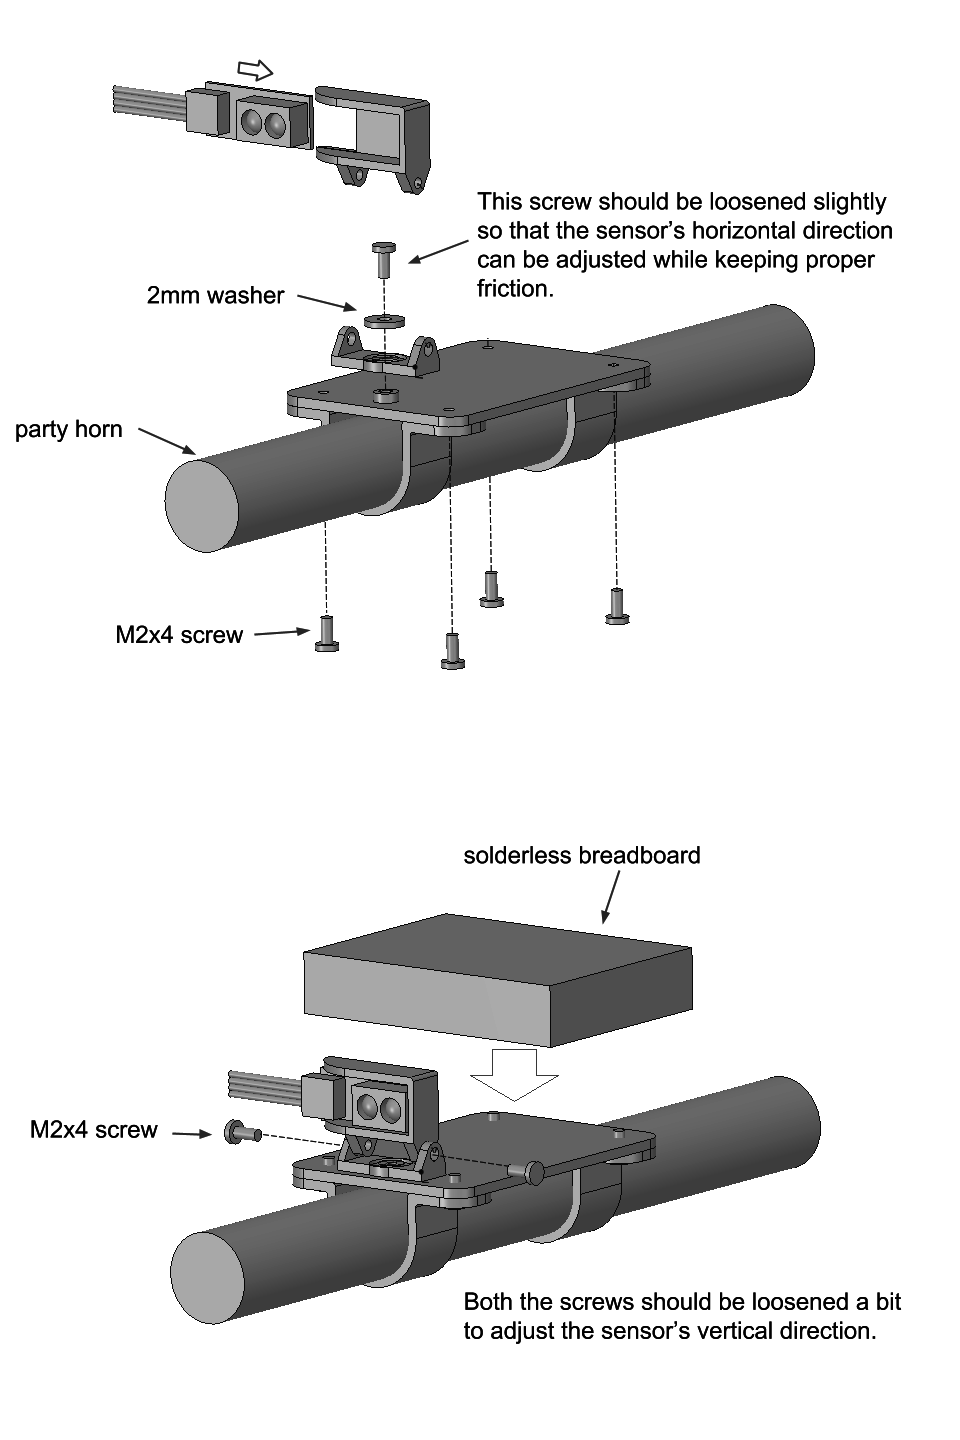 This screw should be loosened slightly
so that the sensor's horizontal direction
can be adjusted while keeping proper
friction.
2mm washer
party horn
M2x4 screw
solderless breadboard
M2x4 screw
Both the screws should be loosened a bit
to adjust the sensor's vertical direction.